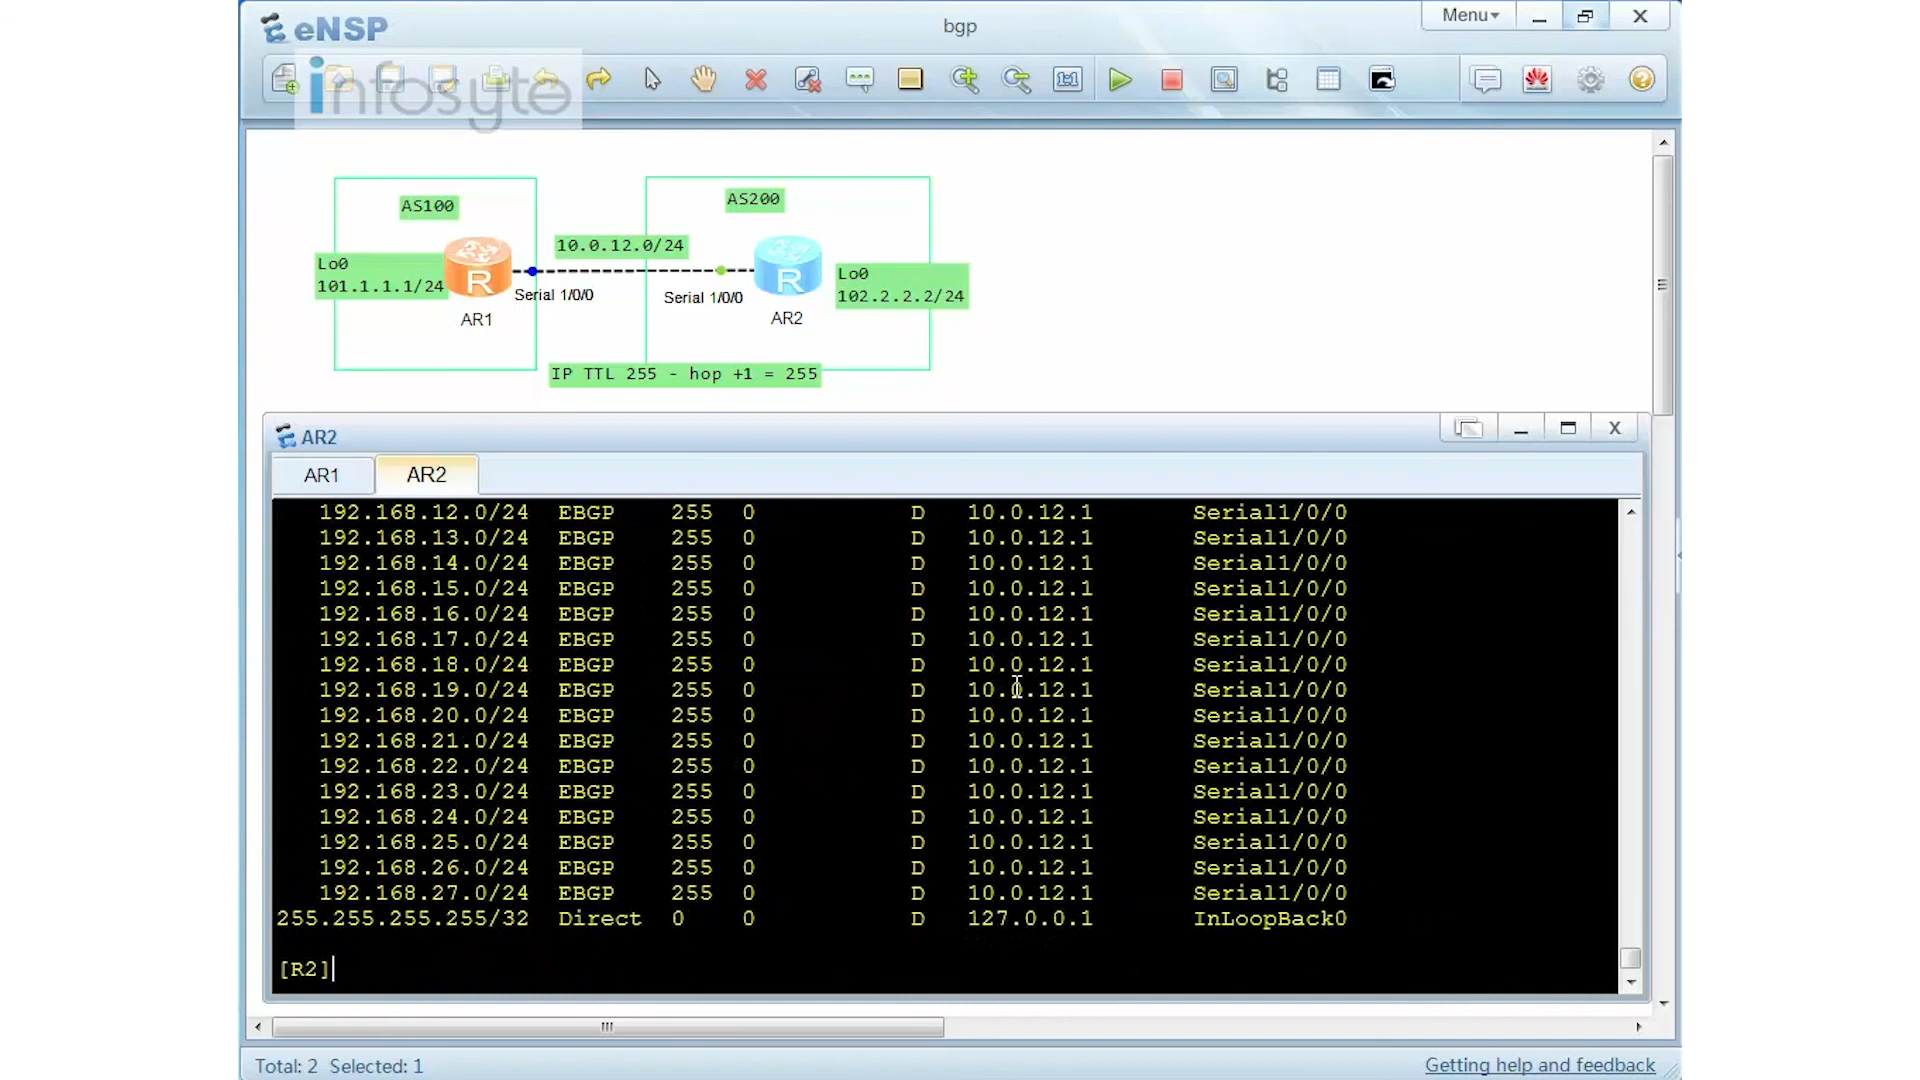 eNSP
bgp
Menu
infosyte
1:1
AS100
AS200
10.0.12.0/24
Lo0
101.1.1.1/24
Lo0
102.2.2.2/24
R
R
Serial 1/0/0
Serial 1/0/0
AR1
AR2
IP TTL 255 - hop +1 = 255
AR2
AR1
AR2
192.168.12.0/24 EBGP 255 0 D 10.0.12.1 Serial1/0/0
192.168.13.0/24 EBGP 255 0 D 10.0.12.1 Serial1/0/0
192.168.14.0/24 EBGP 255 0 D 10.0.12.1 Serial1/0/0
192.168.15.0/24 EBGP 255 0 D 10.0.12.1 Serial1/0/0
192.168.16.0/24 EBGP 255 0 D 10.0.12.1 Serial1/0/0
192.168.17.0/24 EBGP 255 0 D 10.0.12.1 Serial1/0/0
192.168.18.0/24 EBGP 255 0 D 10.0.12.1 Serial1/0/0
192.168.19.0/24 EBGP 255 0 D 10.0.12.1 Serial1/0/0
192.168.20.0/24 EBGP 255 0 D 10.0.12.1 Serial1/0/0
192.168.21.0/24 EBGP 255 0 D 10.0.12.1 Serial1/0/0
192.168.22.0/24 EBGP 255 0 D 10.0.12.1 Serial1/0/0
192.168.23.0/24 EBGP 255 0 D 10.0.12.1 Serial1/0/0
192.168.24.0/24 EBGP 255 0 D 10.0.12.1 Serial1/0/0
192.168.25.0/24 EBGP 255 0 D 10.0.12.1 Serial1/0/0
192.168.26.0/24 EBGP 255 0 D 10.0.12.1 Serial1/0/0
192.168.27.0/24 EBGP 255 0 D 10.0.12.1 Serial1/0/0
255.255.255.255/32 Direct 0 0 D 127.0.0.1 InLoopBack0
[R2]
Total: 2 Selected: 1
Getting help and feedback